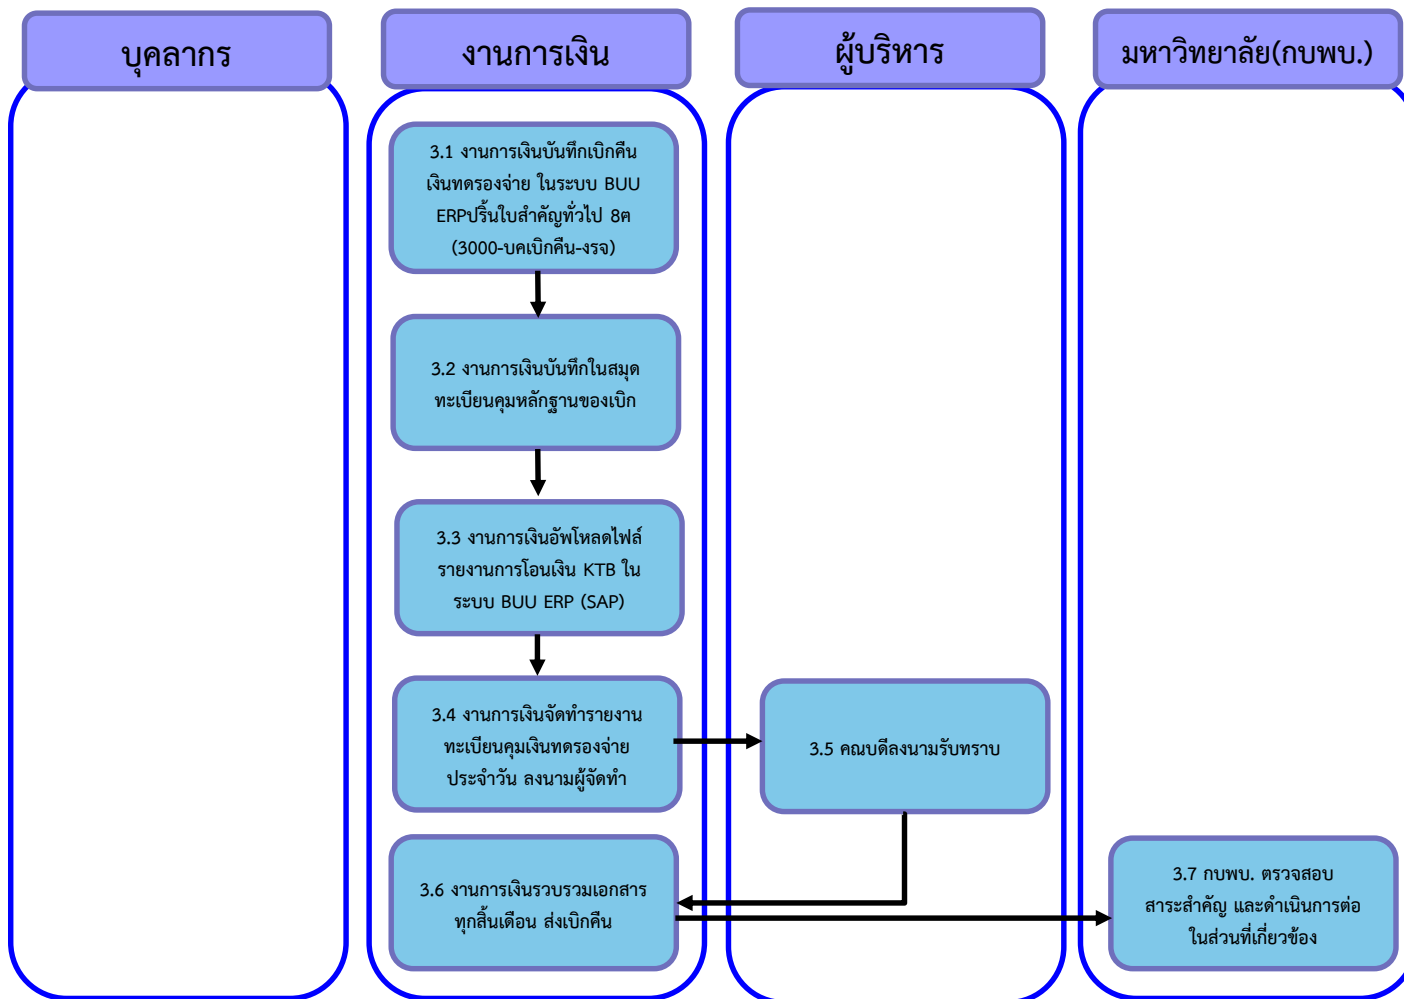 บุคลากร
งานการเงิน
ผู้บริหาร
มหาวิทยาลัย(กบพบ.)
3.1 งานการเงินบันทึกเบิกคืน
เงินทดรองจ่าย ในระบบ BUU
ERPปริ้นใบสำคัญทั่วไป 8ฅ
(3000-บคเบิกคืน-งรจ)
3.2 งานการเงินบันทึกในสมุด
ทะเบียนคุมหลักฐานของเบิก
3.3 งานการเงินอัพโหลดไฟล์
รายงานการโอนเงิน KTB ใน
ระบบ BUU ERP (SAP)
3.4 งานการเงินจัดทำรายงาน
ทะเบียนคุมเงินทดรองจ่าย
ประจำวัน ลงนามผู้จัดทำ
3.5 คณบดีลงนามรับทราบ
3.6 งานการเงินรวบรวมเอกสาร
ทุกสิ้นเดือน ส่งเบิกคืน
3.7 กบพบ. ตรวจสอบ
สาระสำคัญ และดำเนินการต่อ
ในส่วนที่เกี่ยวข้อง